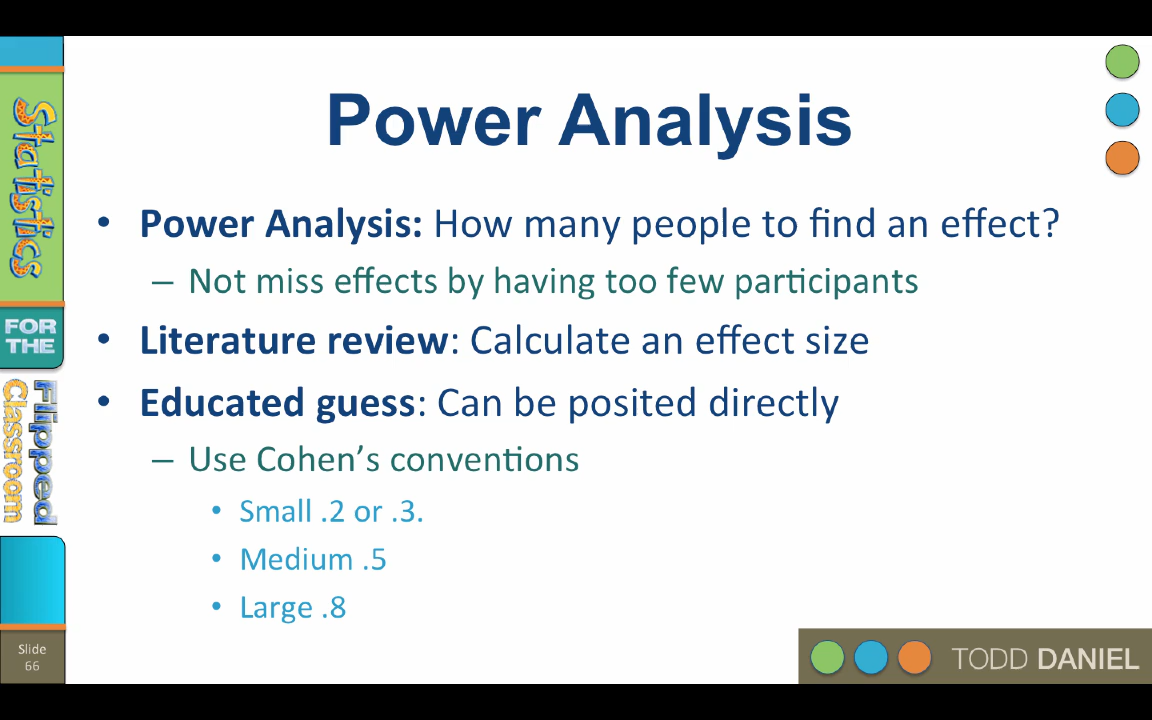 Power Analysis
• Power Analysis: How many people to find an effect?
– Not miss effects by having too few participants
• Literature review: Calculate an effect size
• Educated guess: Can be posited directly
– Use Cohen's conventions
• Small .2 or .3.
• Medium .5
• Large .8
Statistics
FOR THE
Flipped
Classroom
Slide
66
TODD DANIEL